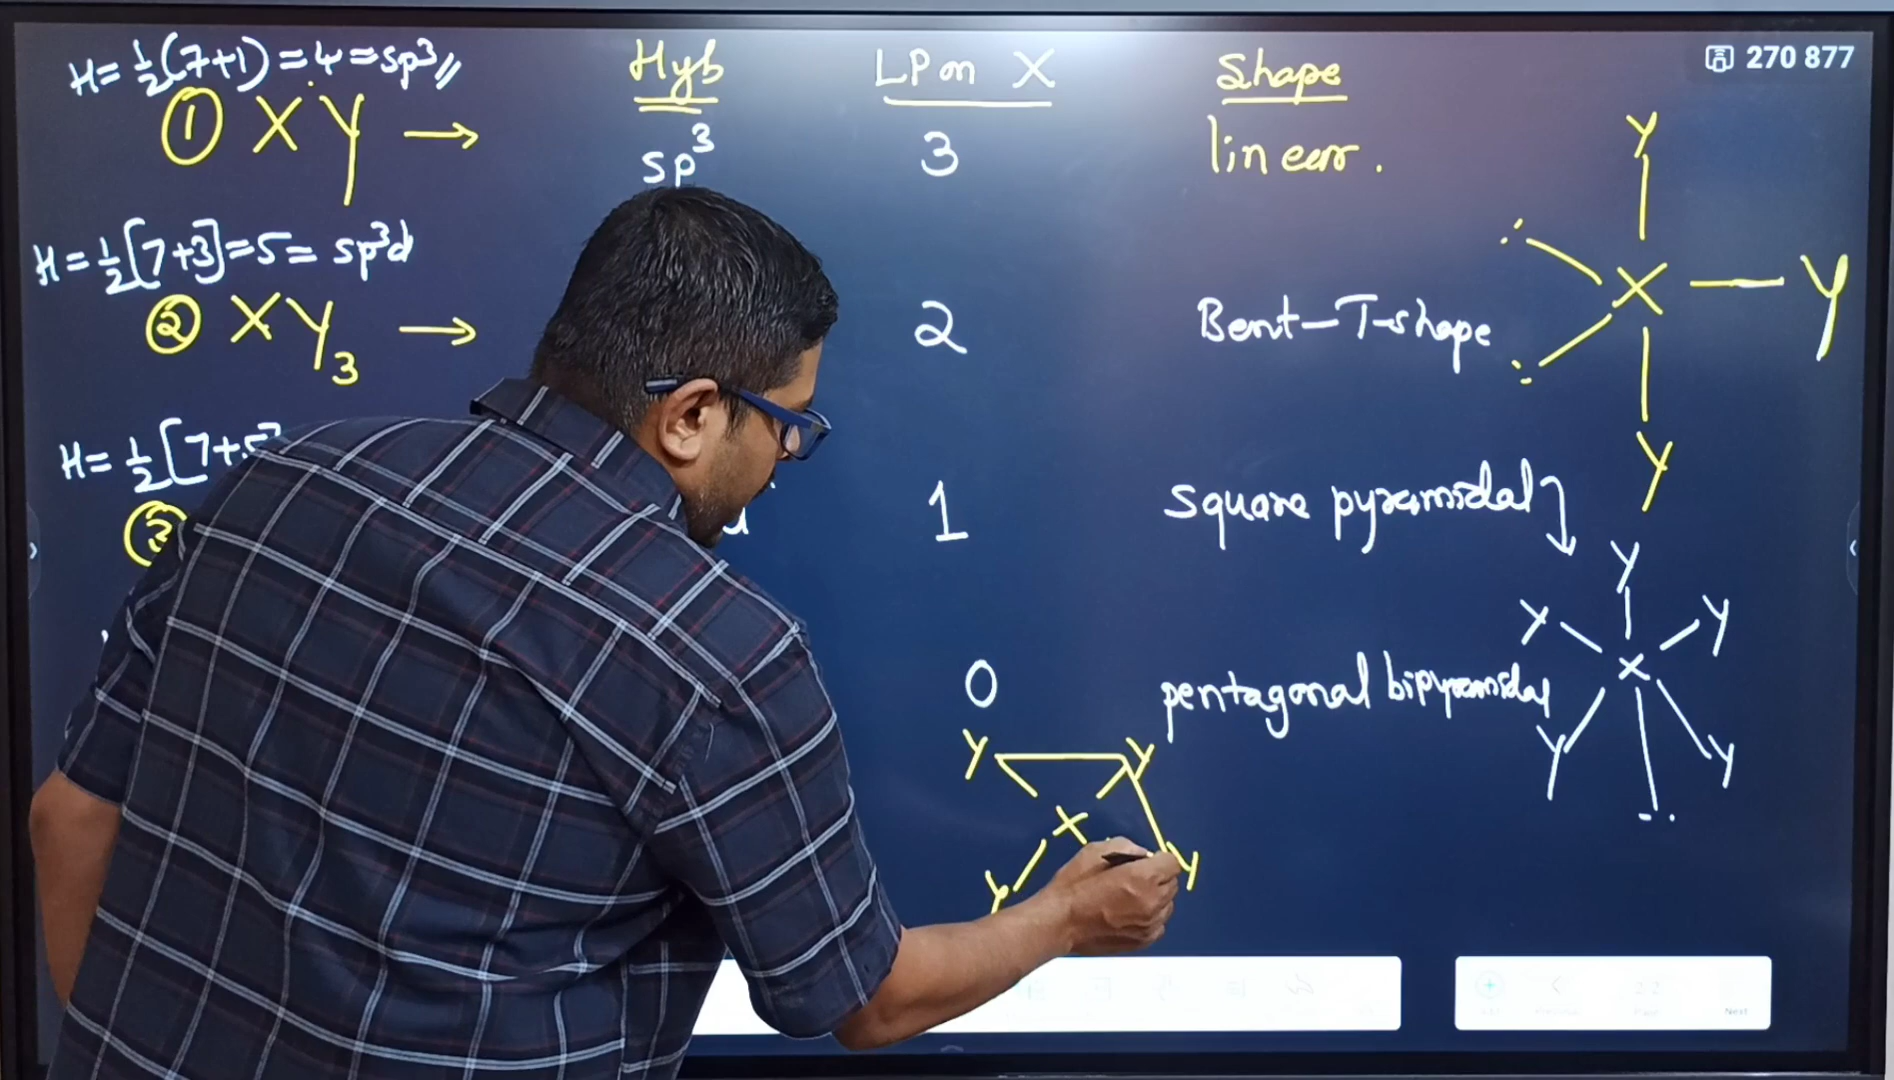 H=½(7+1)=4=sp³//
Hyb
LP on X
Shape
270 877
① XY →
sp³
3
linear.
H=½[7+3]=5= sp³d
② XY₃ →
2
Bent-T-shape
Y
X
Y
Y
H=½[7+5
③
d
1
Square pyramidal
Y
Y
Y
X
Y
Y
0
pentagonal bipyramidal
Y
Y
X
Y
Y
Next